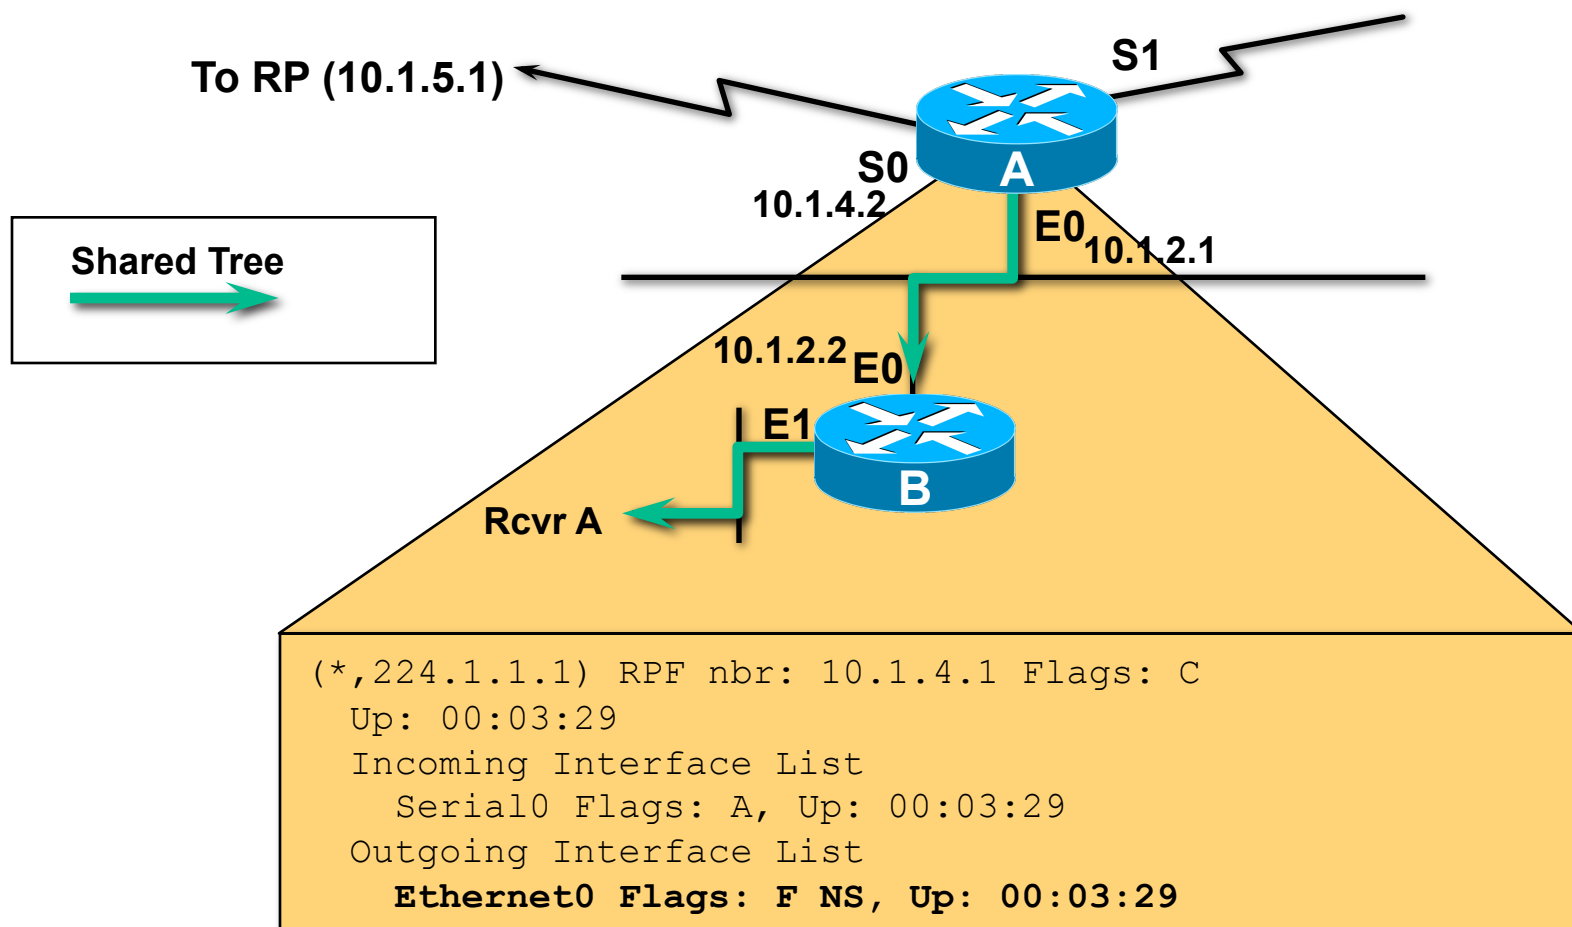 To RP (10.1.5.1)
S1
A
S0
10.1.4.2
E0
10.1.2.1
Shared Tree
10.1.2.2
E0
E1
B
Rcvr A
(*,224.1.1.1) RPF nbr: 10.1.4.1 Flags: C
Up: 00:03:29
Incoming Interface List
Serial0 Flags: A, Up: 00:03:29
Outgoing Interface List
Ethernet0 Flags: F NS, Up: 00:03:29